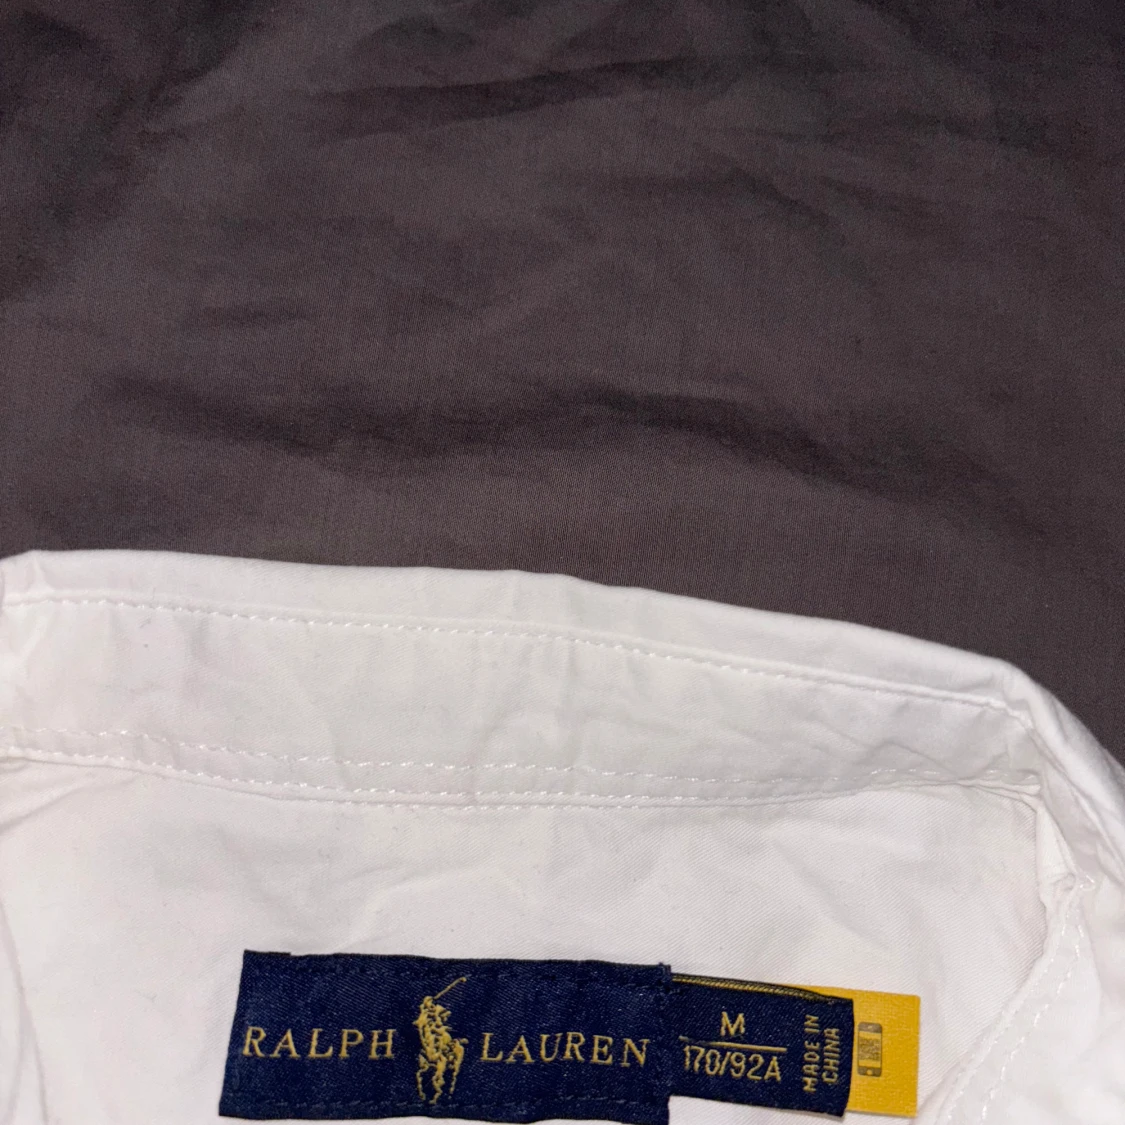 RALPH LAUREN
M
170/92A
MADE IN
CHINA